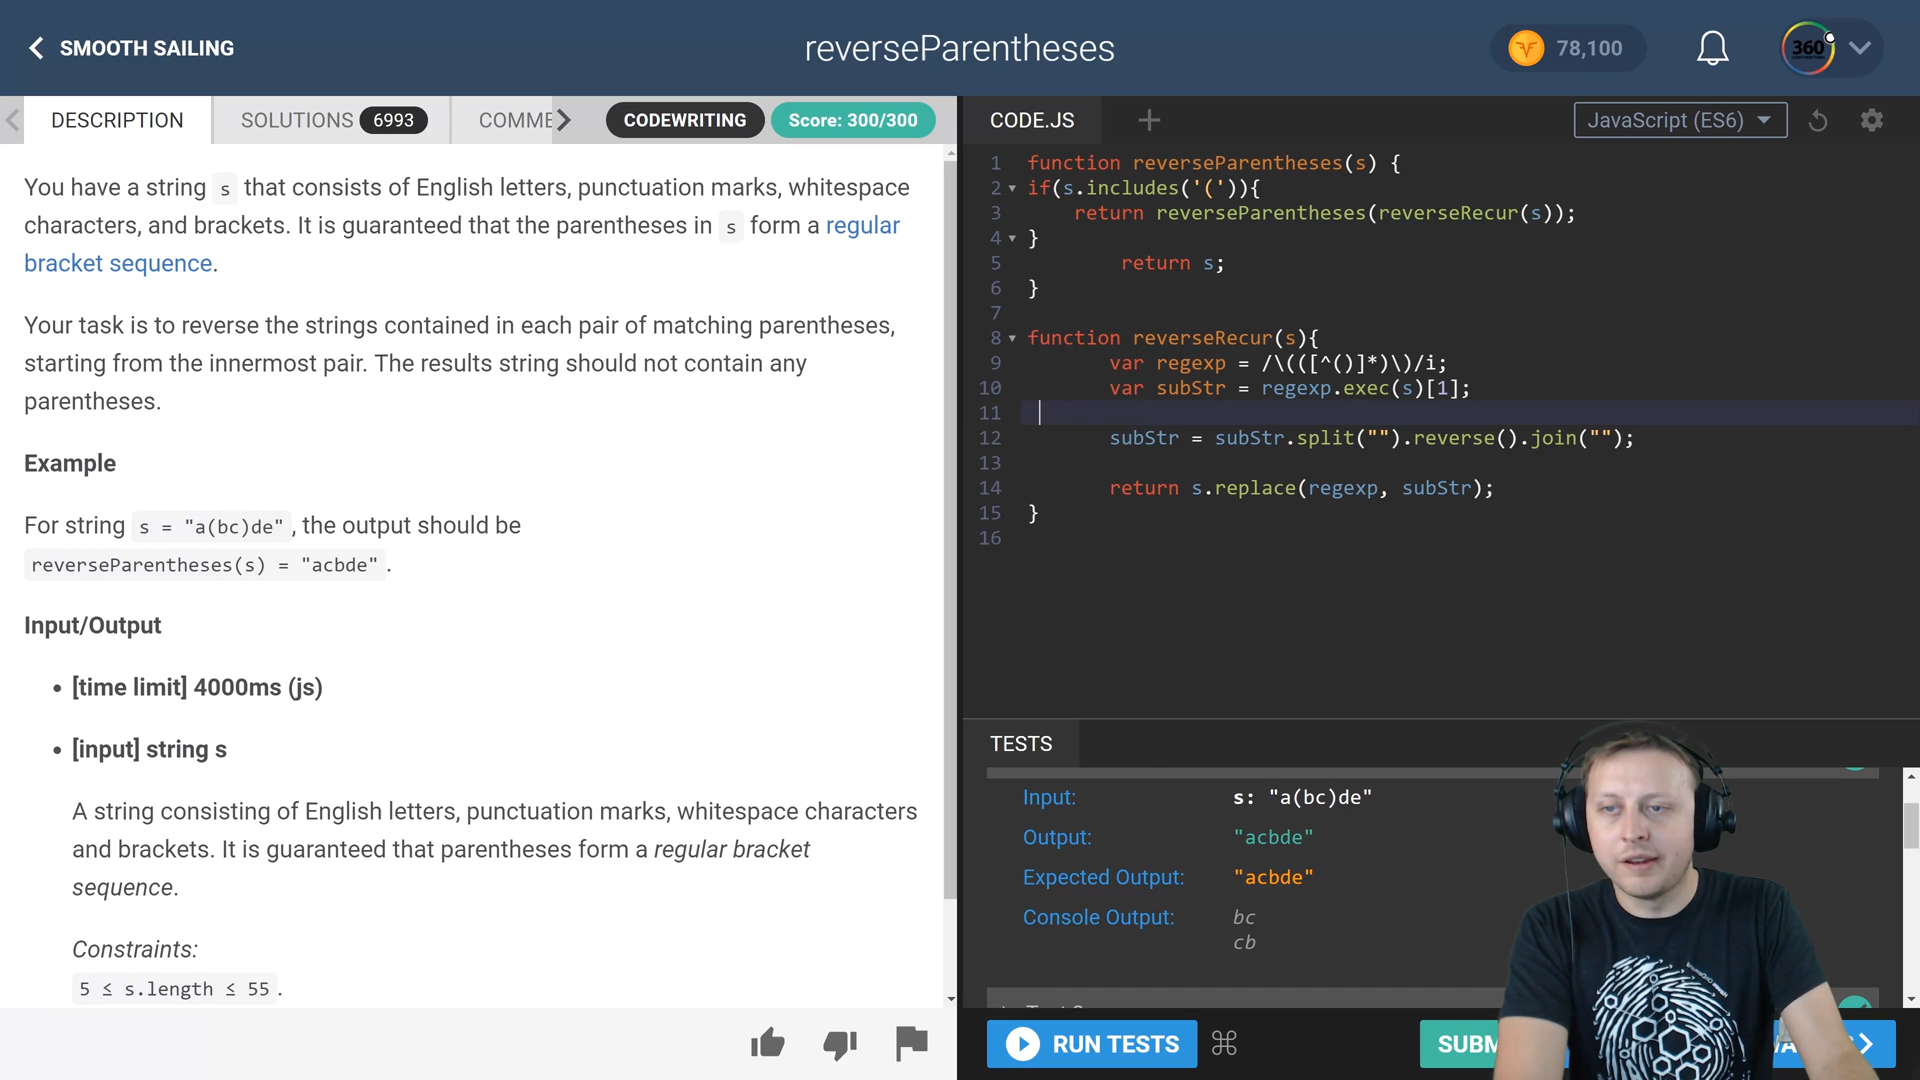 SMOOTH SAILING
reverseParentheses
78,100
360
DESCRIPTION
SOLUTIONS 6993
COMME
CODEWRITING
Score: 300/300
You have a string s that consists of English letters, punctuation marks, whitespace
characters, and brackets. It is guaranteed that the parentheses in s form a regular
bracket sequence.
Your task is to reverse the strings contained in each pair of matching parentheses,
starting from the innermost pair. The results string should not contain any
parentheses.
Example
For string s = "a(bc)de", the output should be
reverseParentheses(s) = "acbde".
Input/Output
• [time limit] 4000ms (js)
• [input] string s
A string consisting of English letters, punctuation marks, whitespace characters
and brackets. It is guaranteed that parentheses form a regular bracket
sequence.
Constraints:
5 ≤ s.length ≤ 55.
CODE.JS
JavaScript (ES6)
1 function reverseParentheses(s) {
2 if(s.includes('(')){
3 return reverseParentheses(reverseRecur(s));
4 }
5 return s;
6 }
7
8 function reverseRecur(s){
9 var regexp = /\(([^()]*)\)/i;
10 var subStr = regexp.exec(s)[1];
11
12 subStr = subStr.split("").reverse().join("");
13
14 return s.replace(regexp, subStr);
15 }
16
TESTS
Input: s: "a(bc)de"
Output: "acbde"
Expected Output: "acbde"
Console Output: bc
cb
RUN TESTS
SUBM